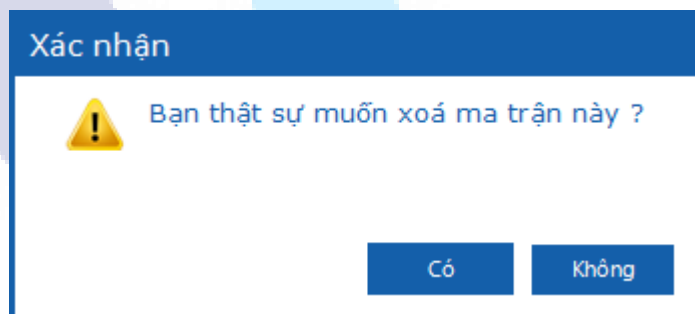 Xác nhận
Bạn thật sự muốn xoá ma trận này ?
Có
Không